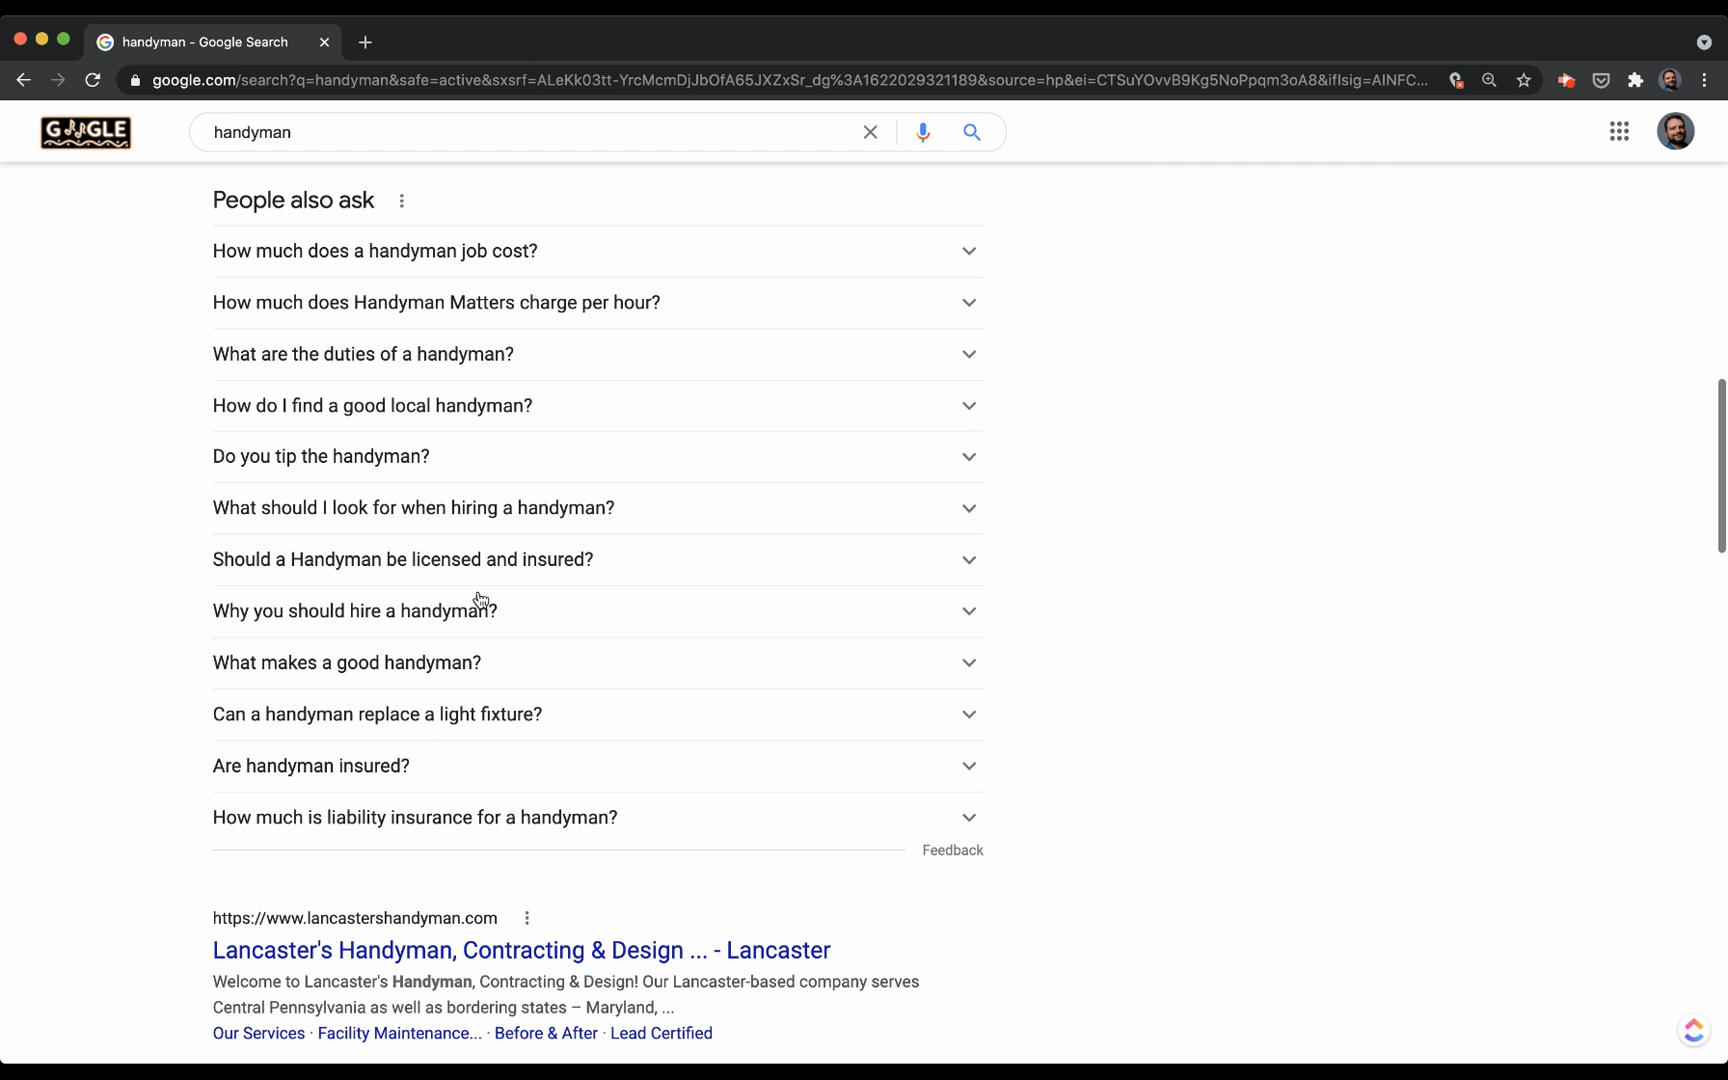 handyman - Google Search
google.com/search?q=handyman&safe=active&sxsrf=ALeKk03tt-YrcMcmDjJbOfA65JXZxSr_dg%3A1622029321189&source=hp&ei=CTSuYOvvB9Kg5NoPpqm3oA8&iflsig=AINFC...
GOOGLE
handyman
People also ask
How much does a handyman job cost?
How much does Handyman Matters charge per hour?
What are the duties of a handyman?
How do I find a good local handyman?
Do you tip the handyman?
What should I look for when hiring a handyman?
Should a Handyman be licensed and insured?
Why you should hire a handyman?
What makes a good handyman?
Can a handyman replace a light fixture?
Are handyman insured?
How much is liability insurance for a handyman?
Feedback
https://www.lancastershandyman.com
Lancaster's Handyman, Contracting & Design ... - Lancaster
Welcome to Lancaster's Handyman, Contracting & Design! Our Lancaster-based company serves
Central Pennsylvania as well as bordering states – Maryland, ...
Our Services · Facility Maintenance... · Before & After · Lead Certified